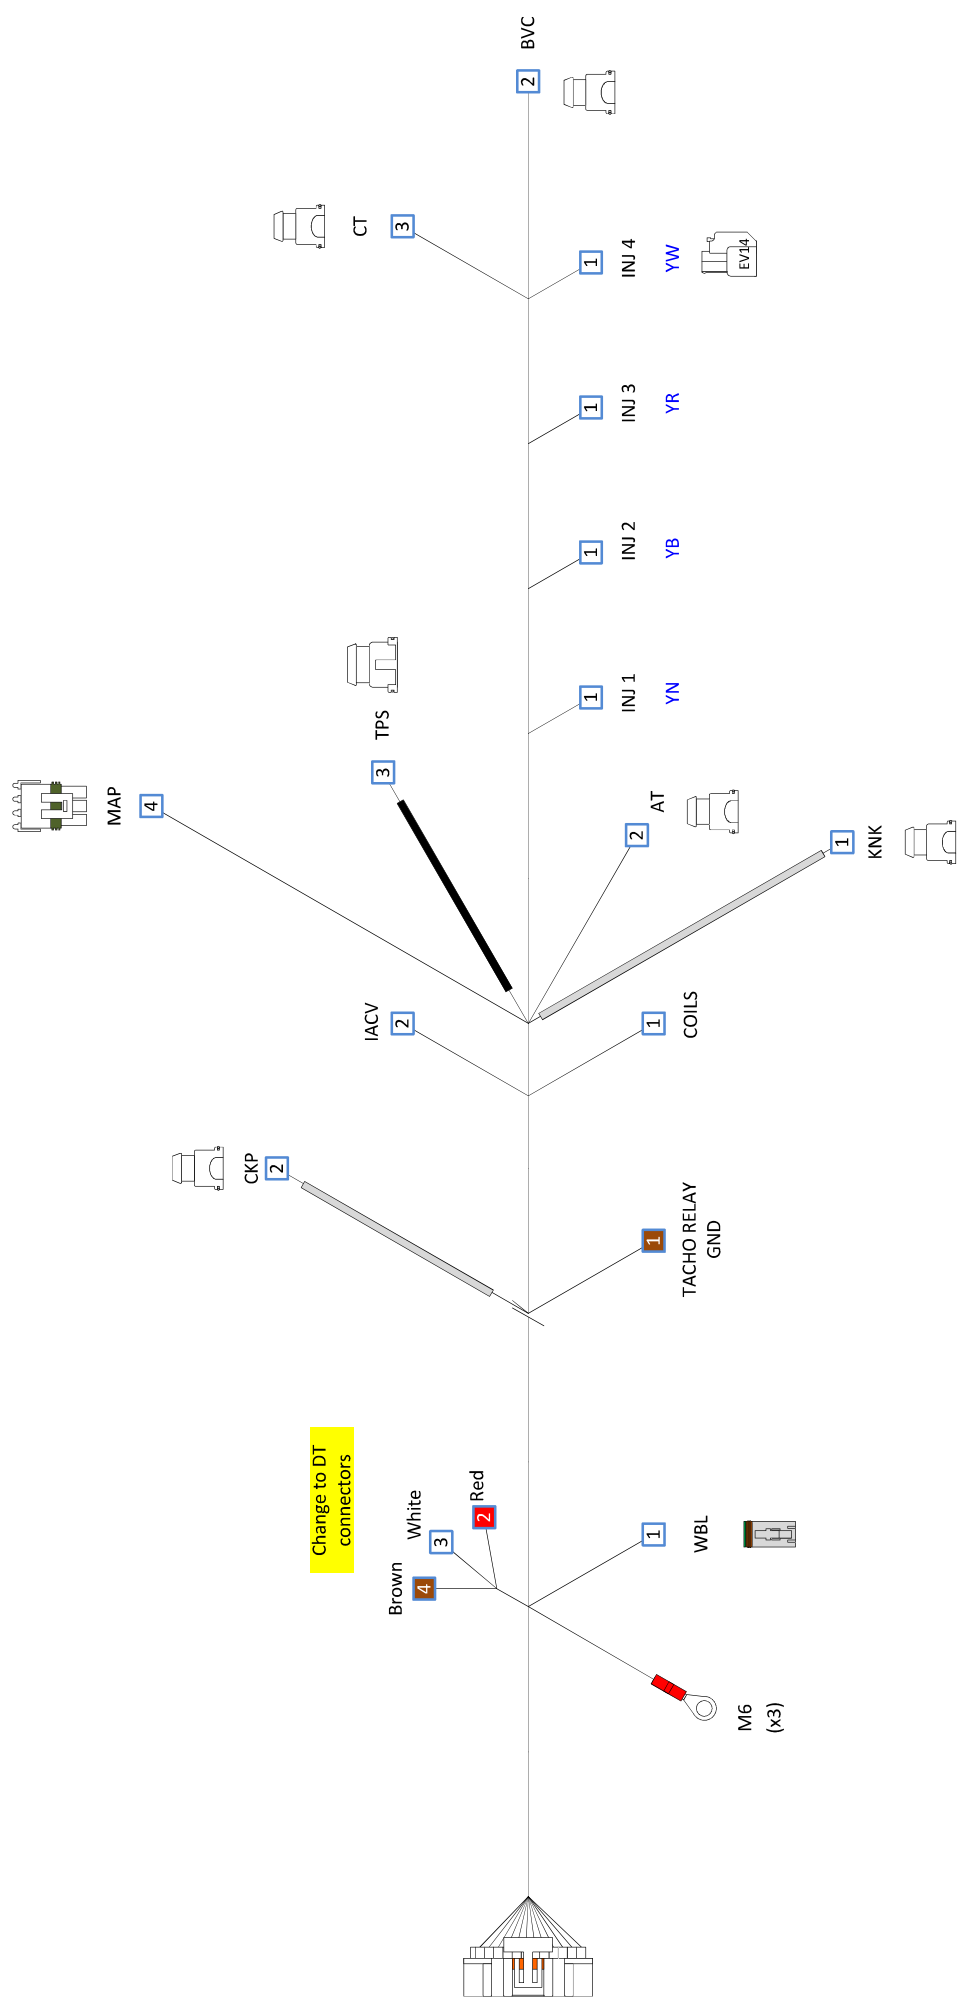 BVC
2
CT
3
1
INJ 4
YW
EV14
1
INJ 3
YR
1
INJ 2
YB
1
INJ 1
YN
TPS
3
MAP
4
AT
2
1
KNK
IACV
2
1
COILS
CKP
2
1
TACHO RELAY
GND
Change to DT
connectors
Brown
4
White
3
Red
2
1
WBL
M6
(x3)